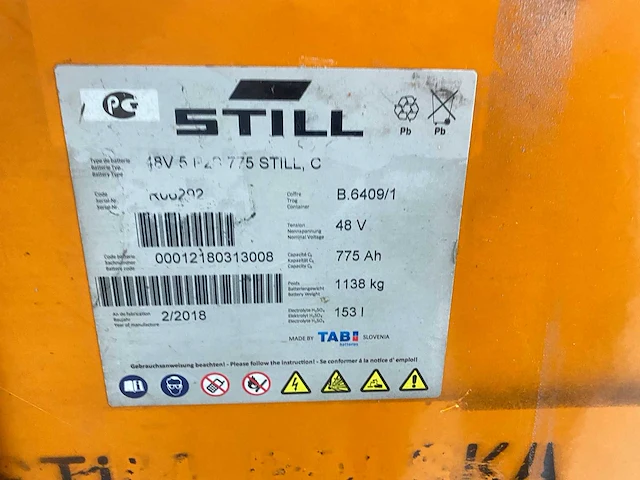 PG
STILL
Pb Pb
Type de batterie
Batterie Typ.
Battery Type
48V 5 775 STILL, C
Code
Serial-Nr.
Serial-Nr.
Coffre
Trog
Container
B.6409/1
Tension
Nennspannung
Nominal Voltage
48 V
Code batterie
Sachnummer
Battery code
00012180313008
Capacité C₅
Kapazität C₅
Capacity C₅
775 Ah
Poids
Batteriengewicht
Battery Weight
1138 kg
An de fabrication
Baujahr
Year of manufacture
2/2018
Electrolyte H₂SO₄
Elektrolyt H₂SO₄
Electrolyte H₂SO₄
153 l
MADE BY TAB batteries SLOVENIA
Gebrauchsanweisung beachten! - Please follow the instruction! - Se conformer á la notice d' emploi!